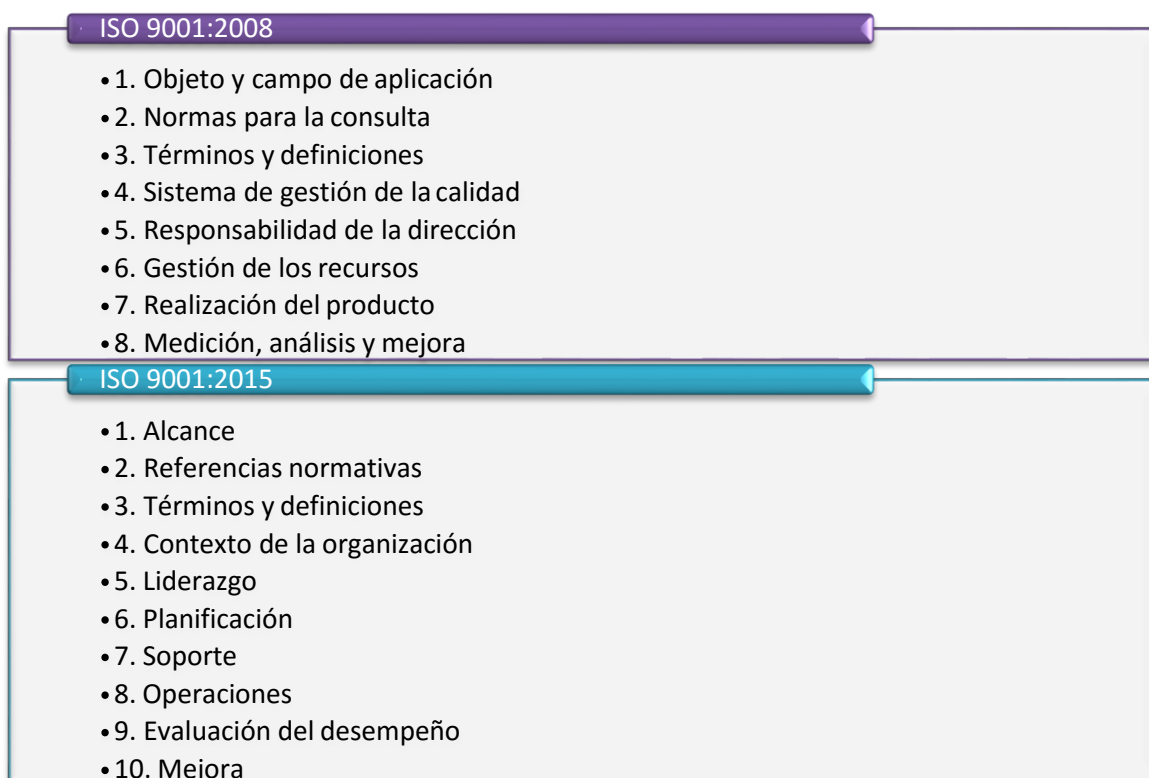 ISO 9001:2008
• 1. Objeto y campo de aplicación
• 2. Normas para la consulta
• 3. Términos y definiciones
• 4. Sistema de gestión de la calidad
• 5. Responsabilidad de la dirección
• 6. Gestión de los recursos
• 7. Realización del producto
• 8. Medición, análisis y mejora
ISO 9001:2015
• 1. Alcance
• 2. Referencias normativas
• 3. Términos y definiciones
• 4. Contexto de la organización
• 5. Liderazgo
• 6. Planificación
• 7. Soporte
• 8. Operaciones
• 9. Evaluación del desempeño
• 10. Mejora